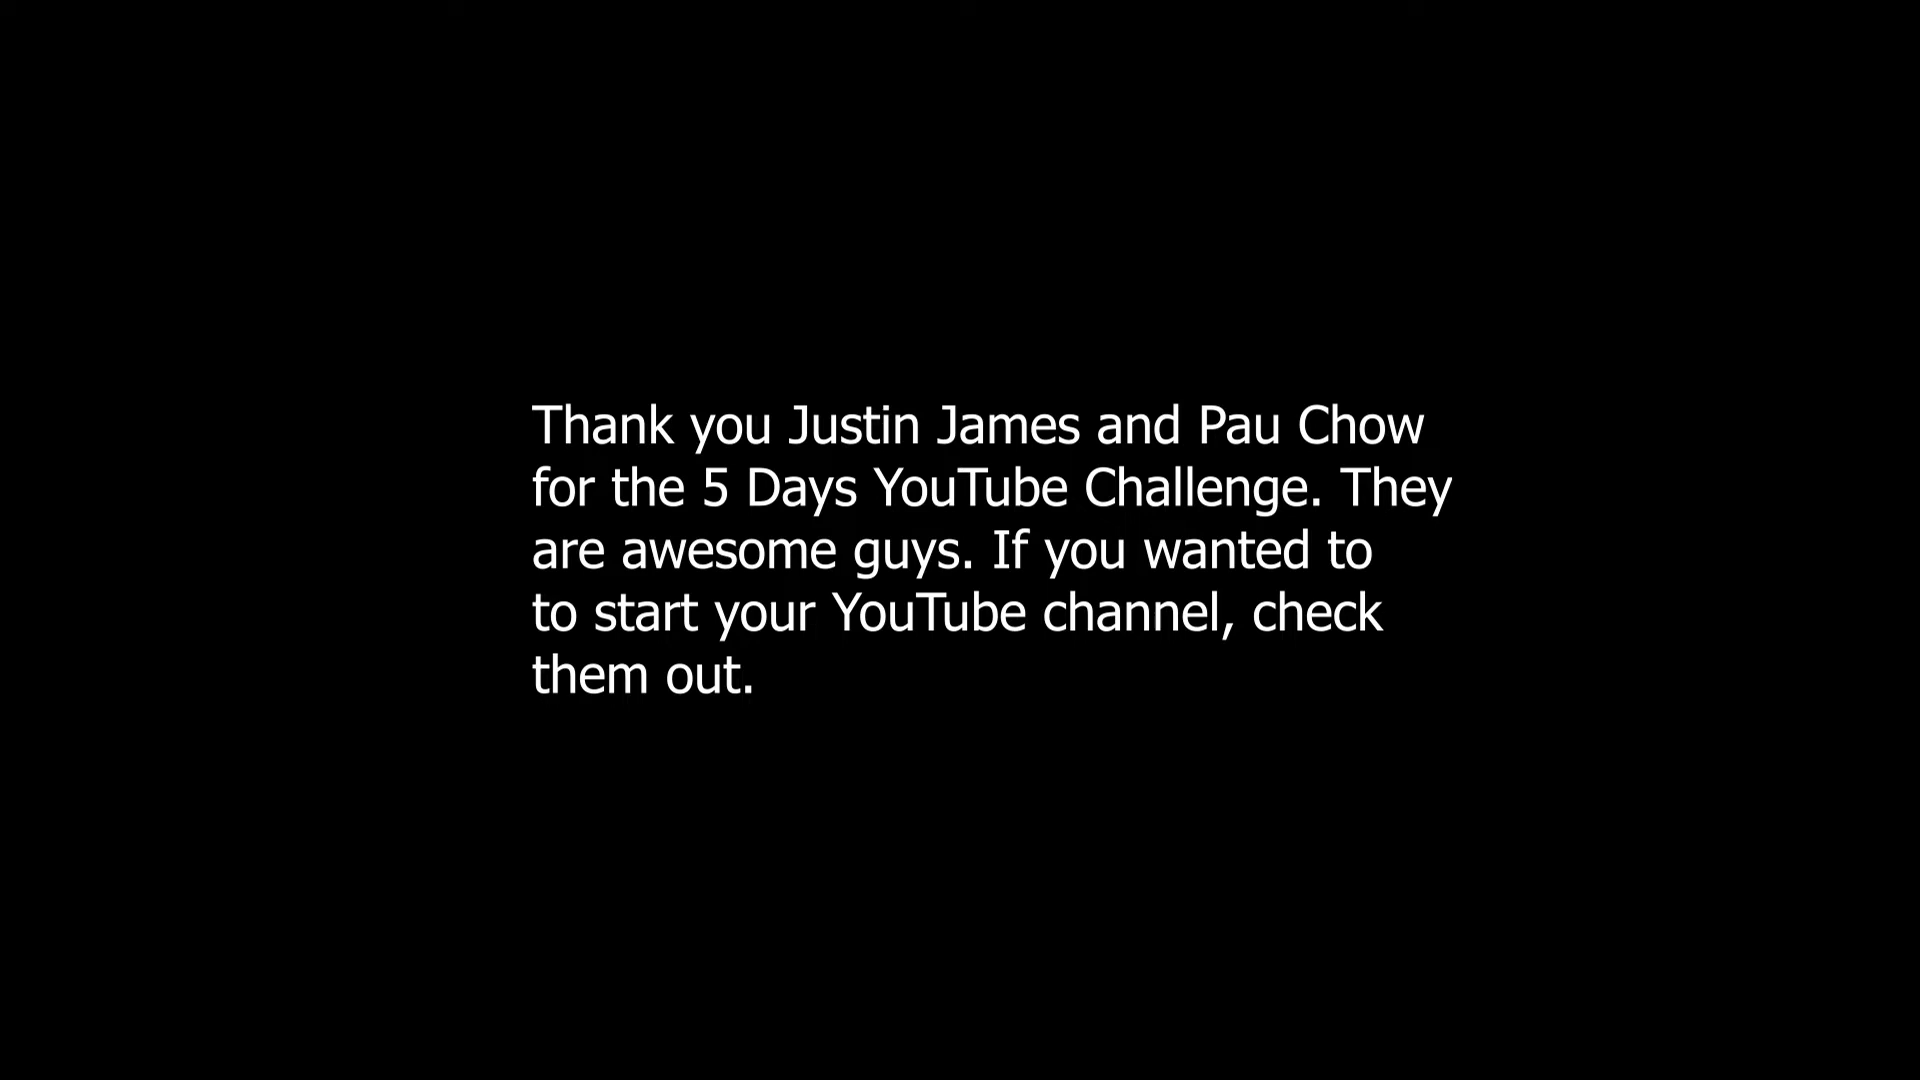 Thank you Justin James and Pau Chow
for the 5 Days YouTube Challenge. They
are awesome guys. If you wanted to
to start your YouTube channel, check
them out.